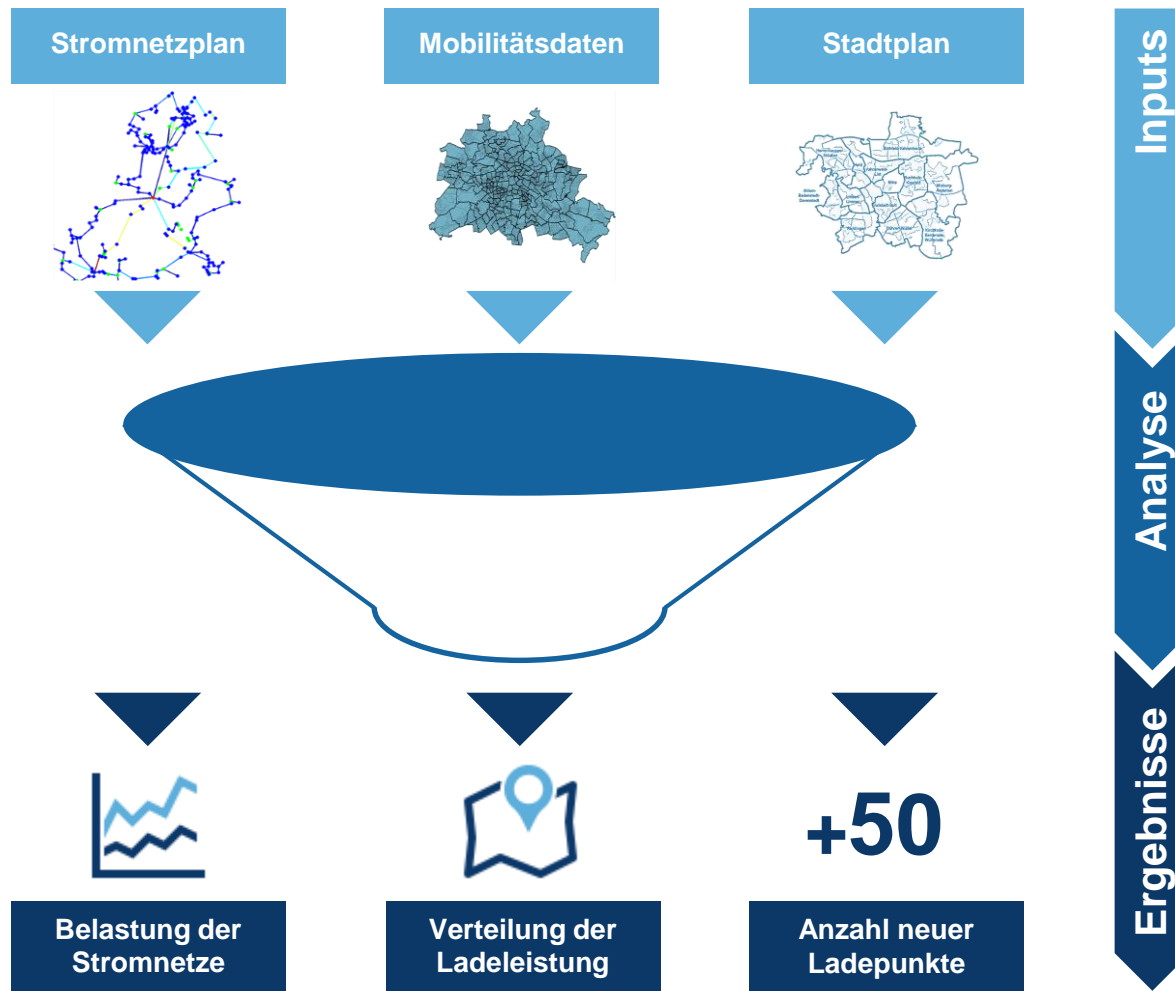 Stromnetzplan
Mobilitätsdaten
Stadtplan
Inputs
Analyse
Ergebnisse
+50
Belastung der
Stromnetze
Verteilung der
Ladeleistung
Anzahl neuer
Ladepunkte